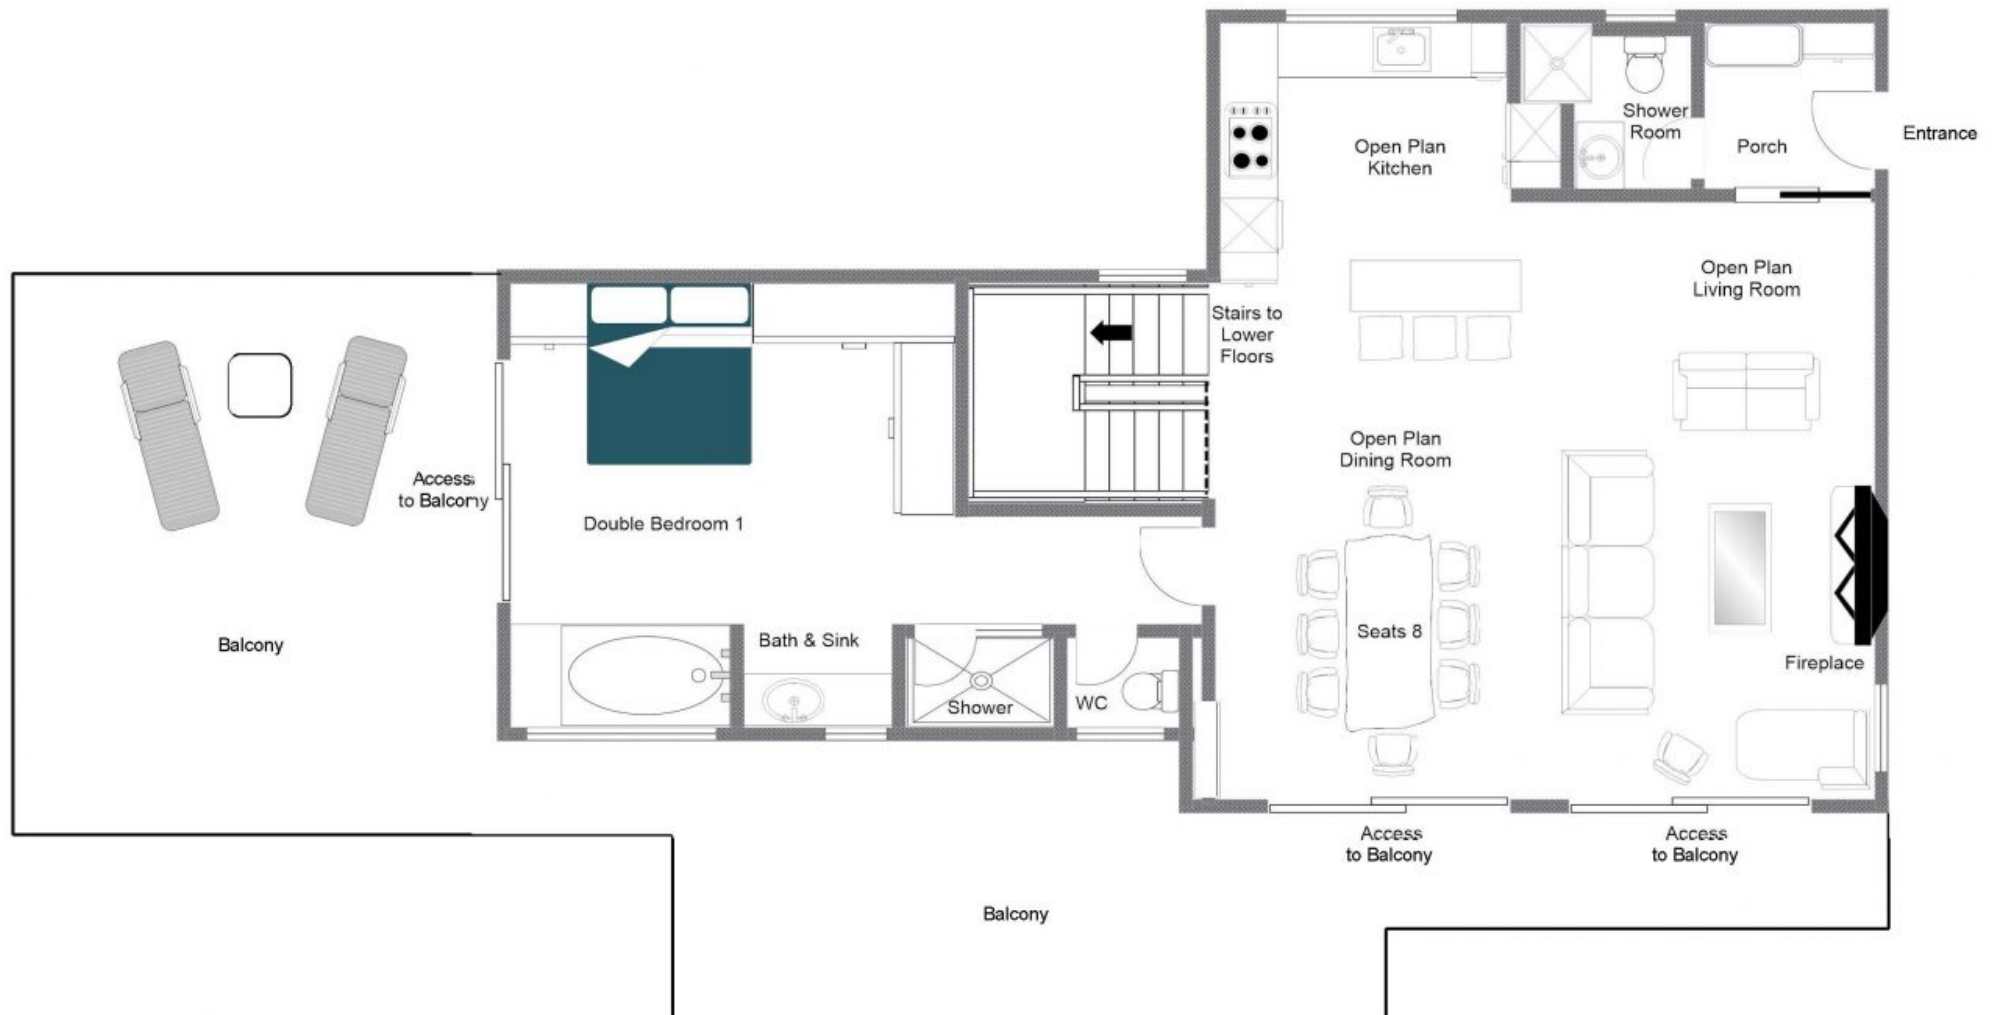 Shower
Room
Entrance
Open Plan
Kitchen
Porch
Open Plan
Living Room
Stairs to
Lower
Floors
Open Plan
Dining Room
Access
to Balcony
Double Bedroom 1
Balcony
Bath & Sink
Seats 8
Fireplace
Shower
WC
Access
to Balcony
Access
to Balcony
Balcony